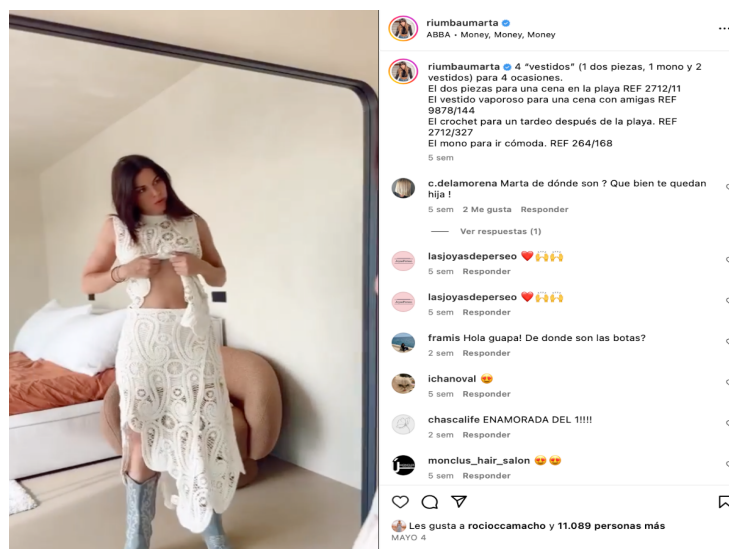 riumbaumarta
ABBA • Money, Money, Money
riumbaumarta 4 “vestidos” (1 dos piezas, 1 mono y 2
vestidos) para 4 ocasiones.
El dos piezas para una cena en la playa REF 2712/11
El vestido vaporoso para una cena con amigas REF
9878/144
El crochet para un tardeo después de la playa. REF
2712/327
El mono para ir cómoda. REF 264/168
5 sem
c.delamorena Marta de dónde son ? Que bien te quedan
hija !
5 sem 2 Me gusta Responder
Ver respuestas (1)
lasjoyasdeperseo ❤️🙌🙌
5 sem Responder
lasjoyasdeperseo ❤️🙌🙌
5 sem Responder
framis Hola guapa! De donde son las botas?
2 sem Responder
ichanoval 😍
5 sem Responder
chascalife ENAMORADA DEL 1!!!!
2 sem Responder
monclus_hair_salon 😍😍
5 sem Responder
Les gusta a rocioccamacho y 11.089 personas más
MAYO 4